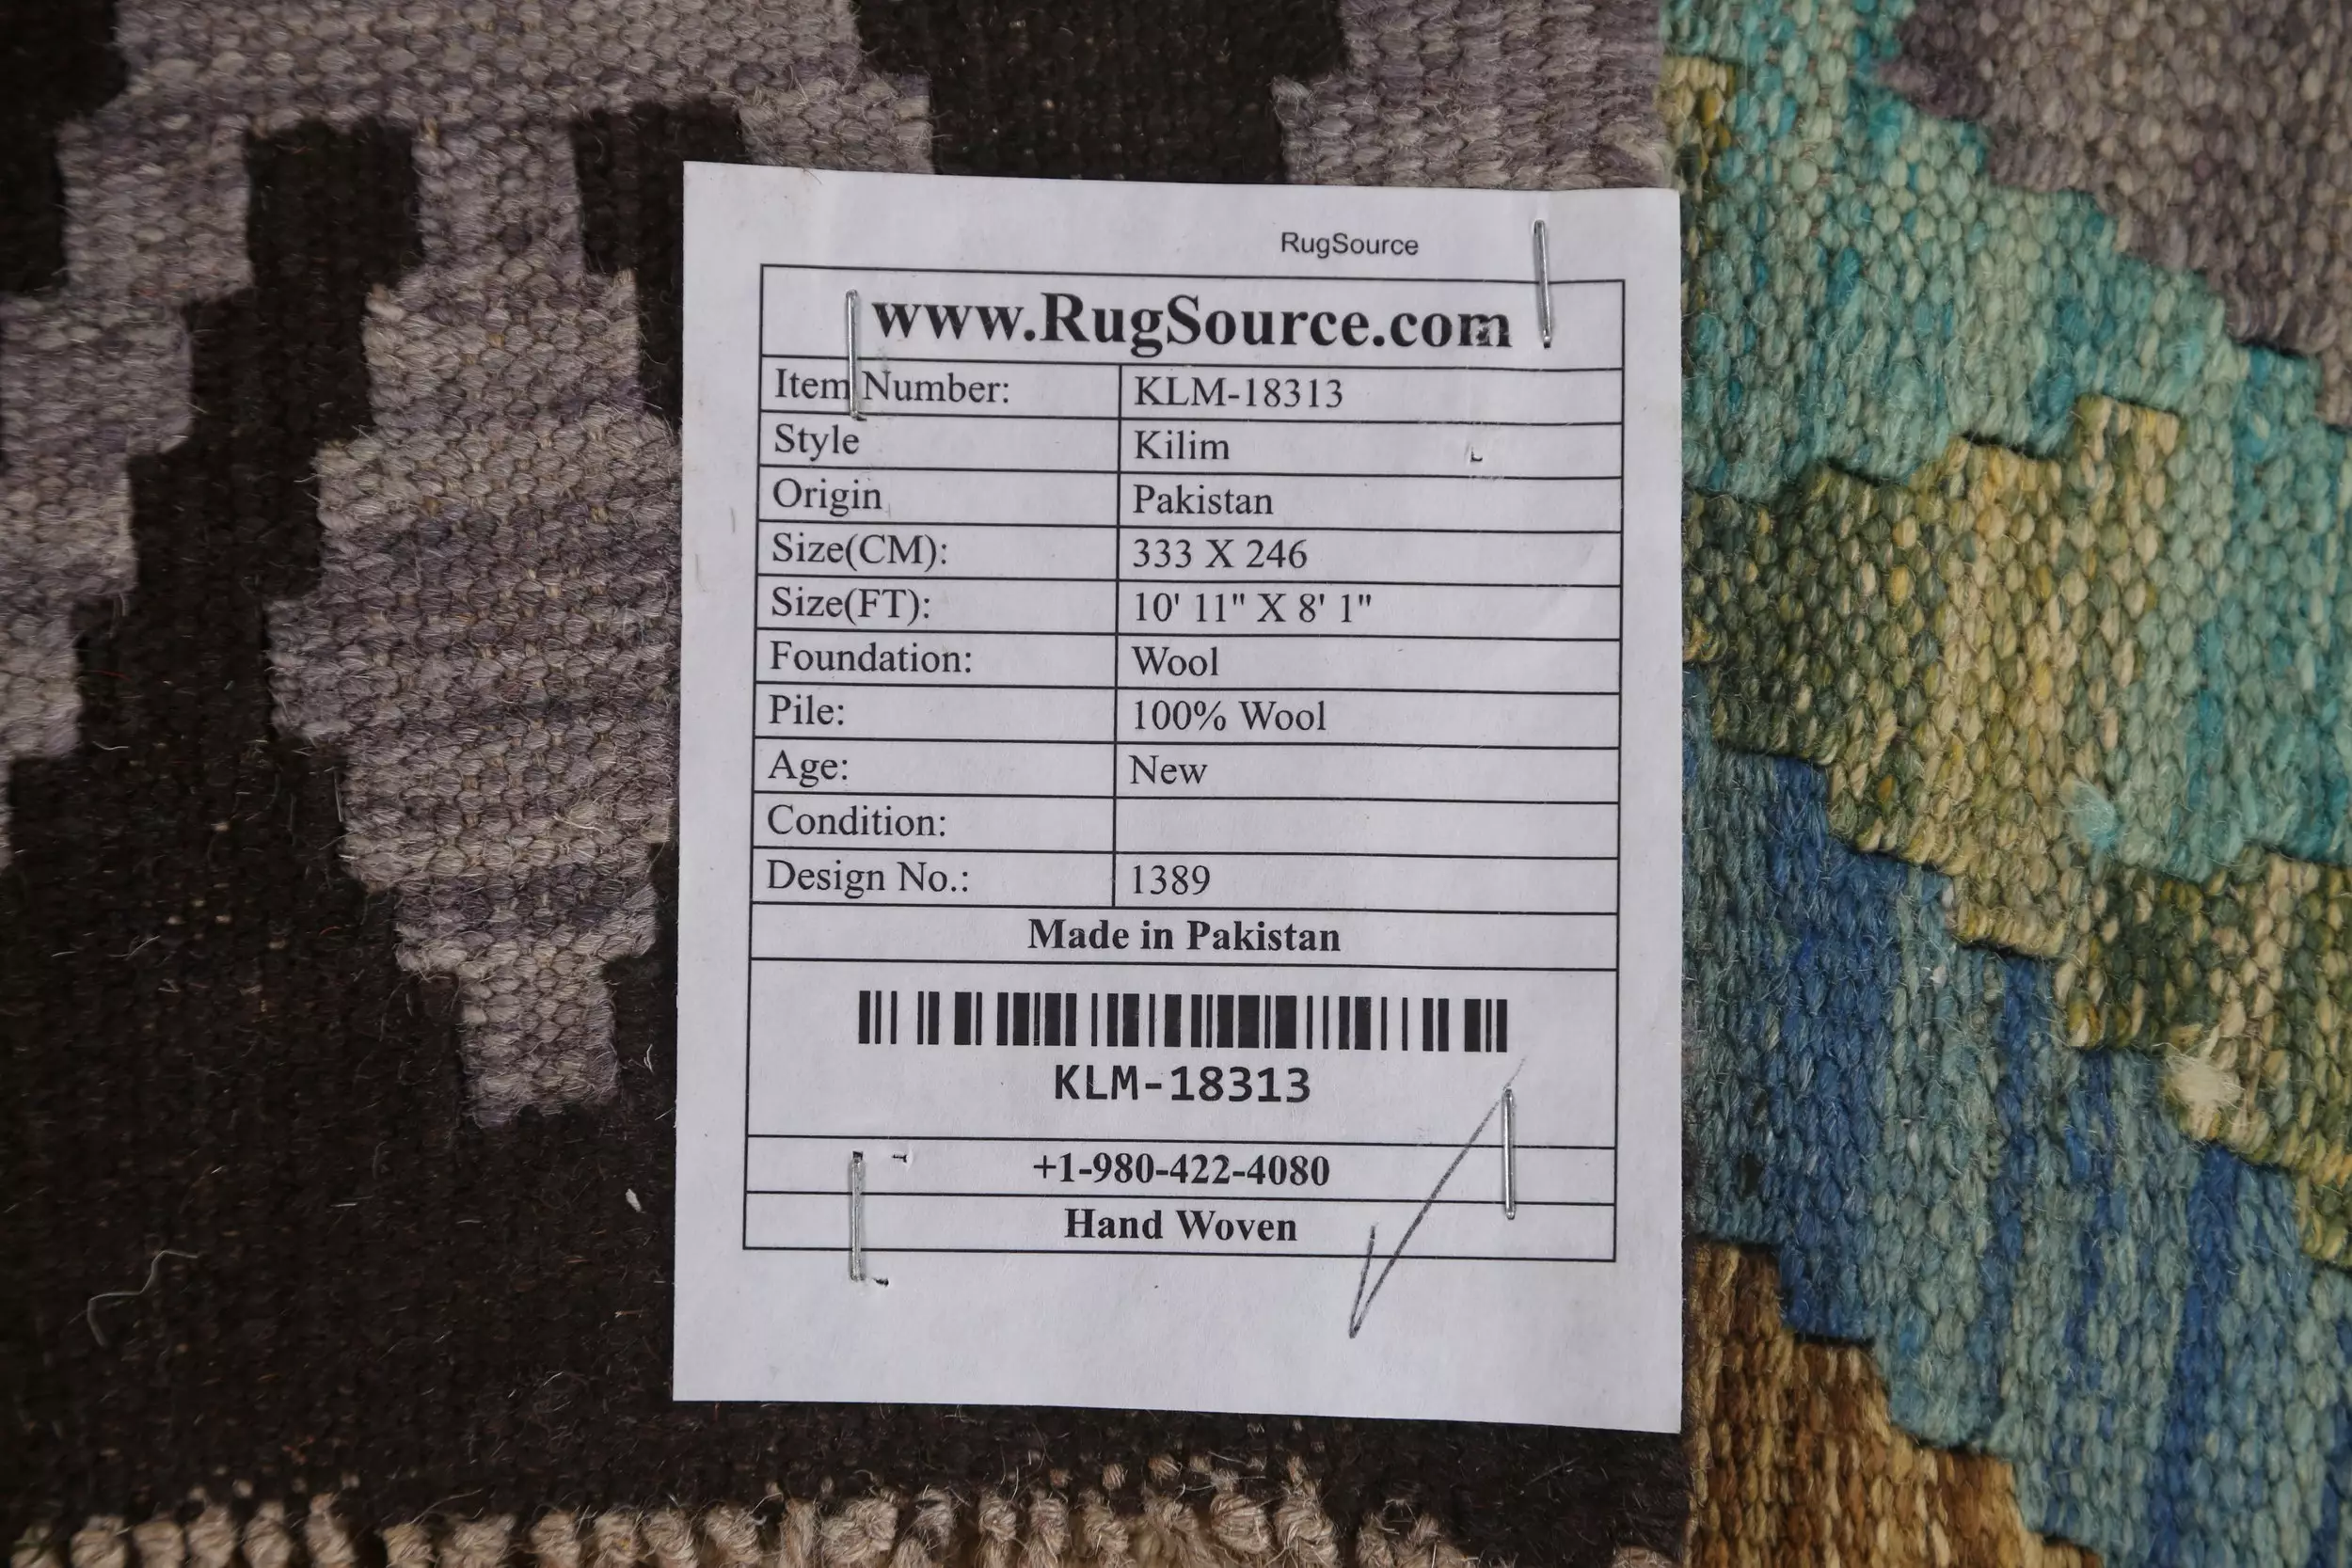 RugSource
www.RugSource.com
Item Number: KLM-18313
Style Kilim
Origin Pakistan
Size(CM): 333 X 246
Size(FT): 10' 11" X 8' 1"
Foundation: Wool
Pile: 100% Wool
Age: New
Condition:
Design No.: 1389
Made in Pakistan
KLM-18313
+1-980-422-4080
Hand Woven